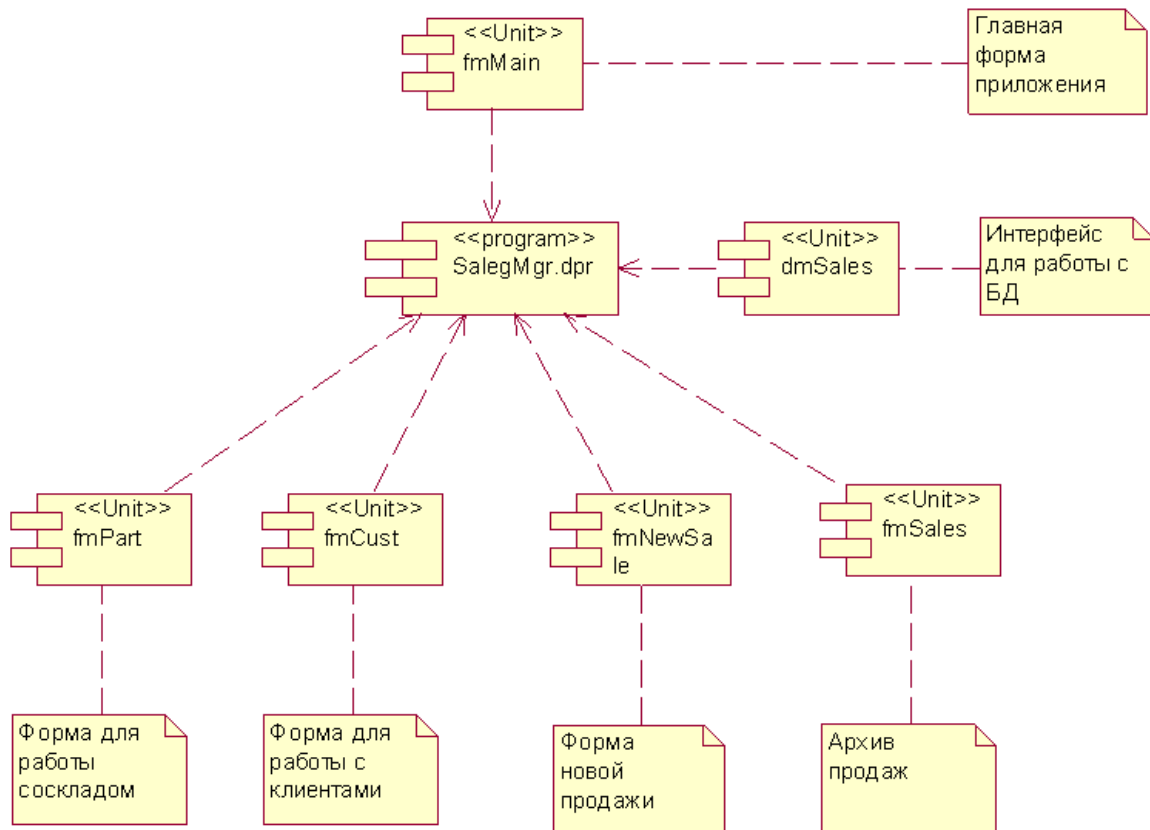 <<Unit>>
fmMain
Главная
форма
приложения
<<program>>
SalegMgr.dpr
<<Unit>>
dmSales
Интерфейс
для работы с
БД
<<Unit>>
fmPart
<<Unit>>
fmCust
<<Unit>>
fmNewSa
le
<<Unit>>
fmSales
Форма для
работы
соскладом
Форма для
работы с
клиентами
Форма
новой
продажи
Архив
продаж